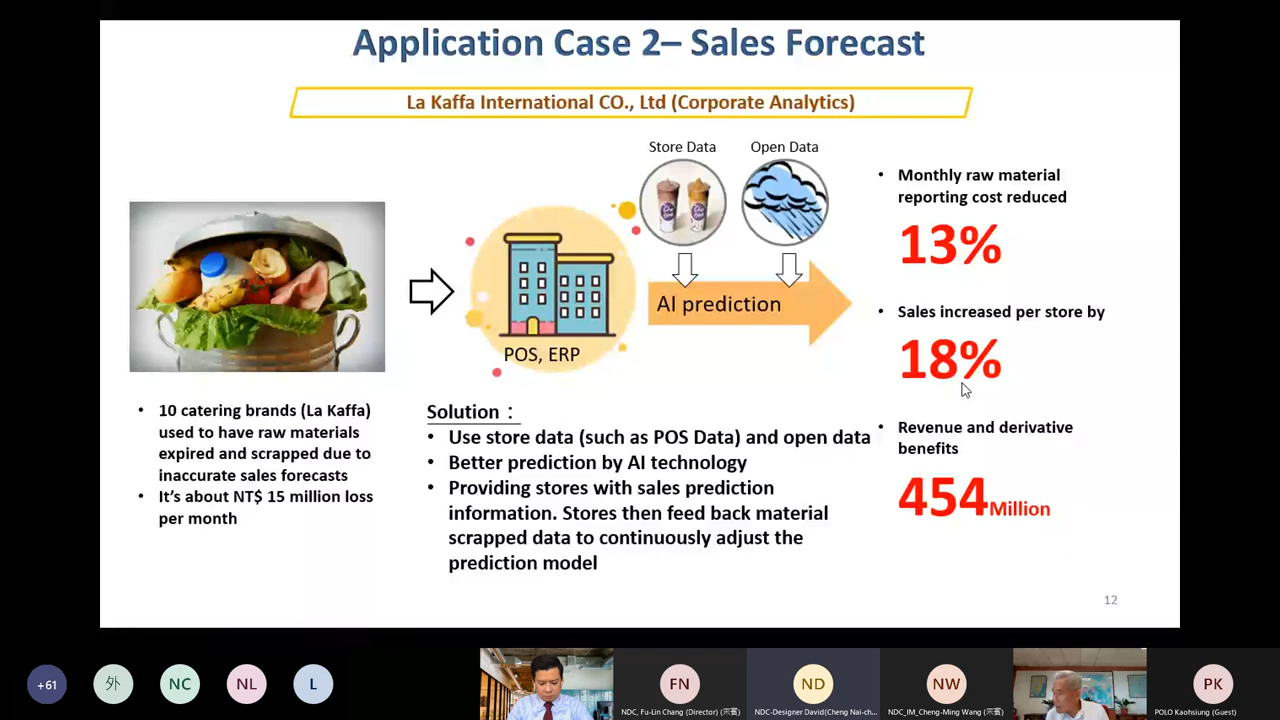 Application Case 2– Sales Forecast
La Kaffa International CO., Ltd (Corporate Analytics)
Store Data
Open Data
AI prediction
POS, ERP
• 10 catering brands (La Kaffa)
used to have raw materials
expired and scrapped due to
inaccurate sales forecasts
• It's about NT$ 15 million loss
per month
Solution：
• Use store data (such as POS Data) and open data
• Better prediction by AI technology
• Providing stores with sales prediction
information. Stores then feed back material
scrapped data to continuously adjust the
prediction model
• Monthly raw material
reporting cost reduced
13%
• Sales increased per store by
18%
• Revenue and derivative
benefits
454Million
12
+61
外
NC
NL
L
FN
NDC, Fu-Lin Chang (Director) (來賓)
ND
NDC-Designer David(Cheng Nai-ch...
NW
NDC_IM_Cheng-Ming Wang (來賓)
PK
POLO Kaohsiung (Guest)